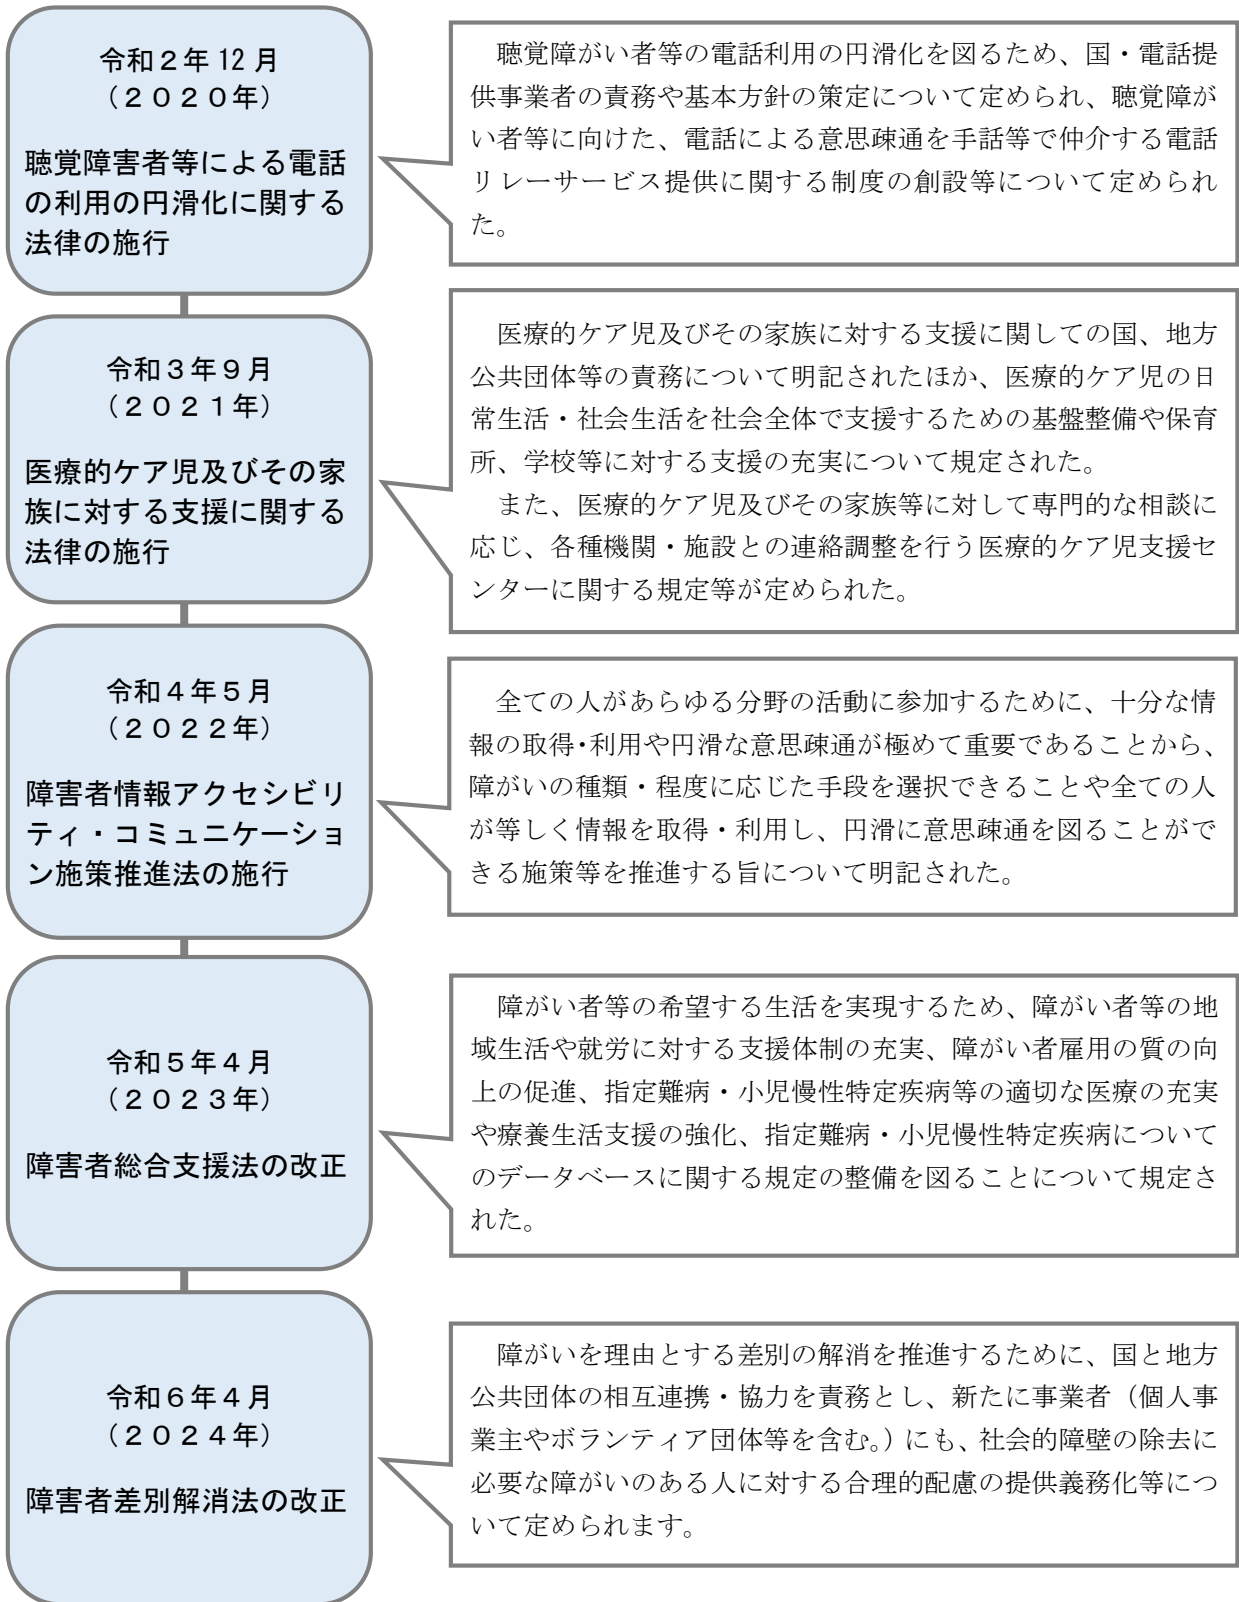 令和２年 12 月
（２０２０年）
聴覚障害者等による電話
の利用の円滑化に関する
法律の施行
聴覚障がい者等の電話利用の円滑化を図るため、国・電話提
供事業者の責務や基本方針の策定について定められ、聴覚障が
い者等に向けた、電話による意思疎通を手話等で仲介する電話
リレーサービス提供に関する制度の創設等について定められ
た。
令和３年９月
（２０２１年）
医療的ケア児及びその家
族に対する支援に関する
法律の施行
医療的ケア児及びその家族に対する支援に関しての国、地方
公共団体等の責務について明記されたほか、医療的ケア児の日
常生活・社会生活を社会全体で支援するための基盤整備や保育
所、学校等に対する支援の充実について規定された。
また、医療的ケア児及びその家族等に対して専門的な相談に
応じ、各種機関・施設との連絡調整を行う医療的ケア児支援セ
ンターに関する規定等が定められた。
令和４年５月
（２０２２年）
障害者情報アクセシビリ
ティ・コミュニケーショ
ン施策推進法の施行
全ての人があらゆる分野の活動に参加するために、十分な情
報の取得・利用や円滑な意思疎通が極めて重要であることから、
障がいの種類・程度に応じた手段を選択できることや全ての人
が等しく情報を取得・利用し、円滑に意思疎通を図ることがで
きる施策等を推進する旨について明記された。
令和５年４月
（２０２３年）
障害者総合支援法の改正
障がい者等の希望する生活を実現するため、障がい者等の地
域生活や就労に対する支援体制の充実、障がい者雇用の質の向
上の促進、指定難病・小児慢性特定疾病等の適切な医療の充実
や療養生活支援の強化、指定難病・小児慢性特定疾病について
のデータベースに関する規定の整備を図ることについて規定さ
れた。
令和６年４月
（２０２４年）
障害者差別解消法の改正
障がいを理由とする差別の解消を推進するために、国と地方
公共団体の相互連携・協力を責務とし、新たに事業者（個人事
業主やボランティア団体等を含む。）にも、社会的障壁の除去に
必要な障がいのある人に対する合理的配慮の提供義務化等につ
いて定められます。